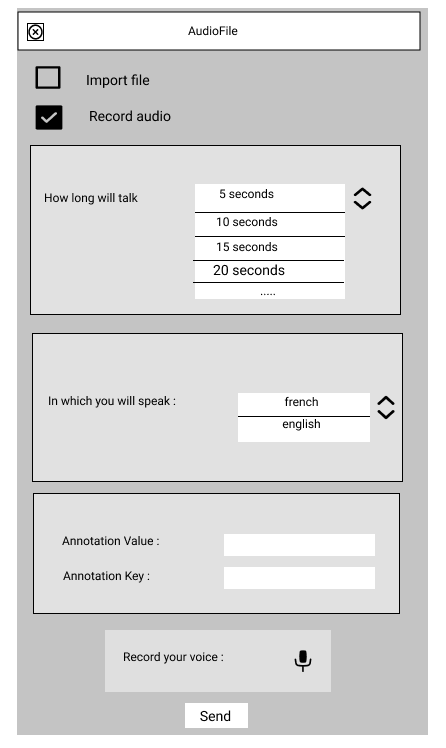 AudioFile
Import file
Record audio
How long will talk
5 seconds
10 seconds
15 seconds
20 seconds
.....
In which you will speak :
french
english
Annotation Value :
Annotation Key :
Record your voice :
Send